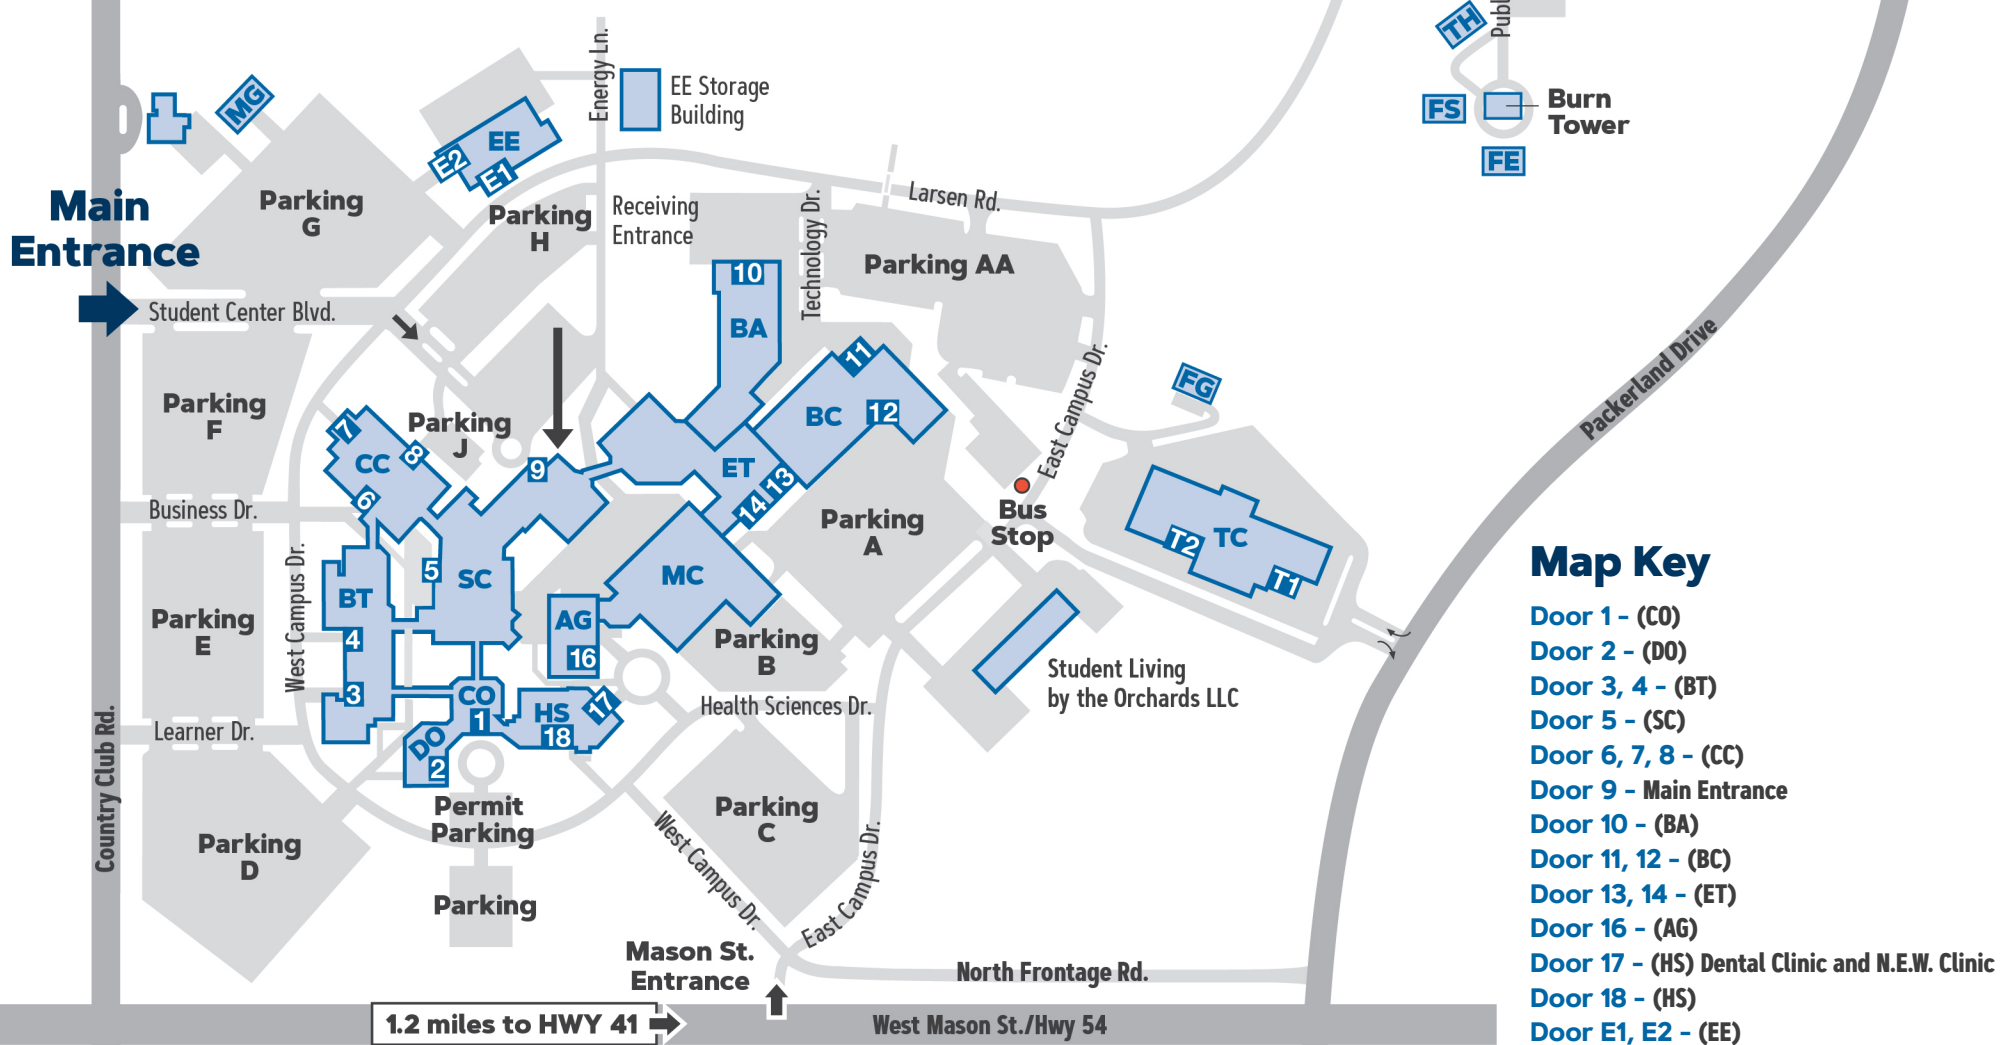 TH
Publ
MG
Energy Ln.
EE Storage
Building
FS
Burn
Tower
EE
E2
E1
FE
Main
Entrance
Parking
G
Parking
H
Receiving
Entrance
Technology Dr.
Larsen Rd.
Parking AA
10
BA
Student Center Blvd.
Packerland Drive
East Campus Dr.
FG
11
BC
12
Parking
F
Parking
J
7
CC
8
6
9
ET
13
14
Business Dr.
Parking
A
Bus
Stop
T2
TC
T1
West Campus Dr.
5
SC
MC
BT
4
3
AG
16
Parking
E
Parking
B
Student Living
by the Orchards LLC
CO
1
HS
17
18
Health Sciences Dr.
Learner Dr.
DO
2
Country Club Rd.
Permit
Parking
Parking
C
Parking
D
Parking
West Campus Dr.
East Campus Dr.
Mason St.
Entrance
North Frontage Rd.
1.2 miles to HWY 41
West Mason St./Hwy 54
Map Key
Door 1 - (CO)
Door 2 - (DO)
Door 3, 4 - (BT)
Door 5 - (SC)
Door 6, 7, 8 - (CC)
Door 9 - Main Entrance
Door 10 - (BA)
Door 11, 12 - (BC)
Door 13, 14 - (ET)
Door 16 - (AG)
Door 17 - (HS) Dental Clinic and N.E.W. Clinic
Door 18 - (HS)
Door E1, E2 - (EE)